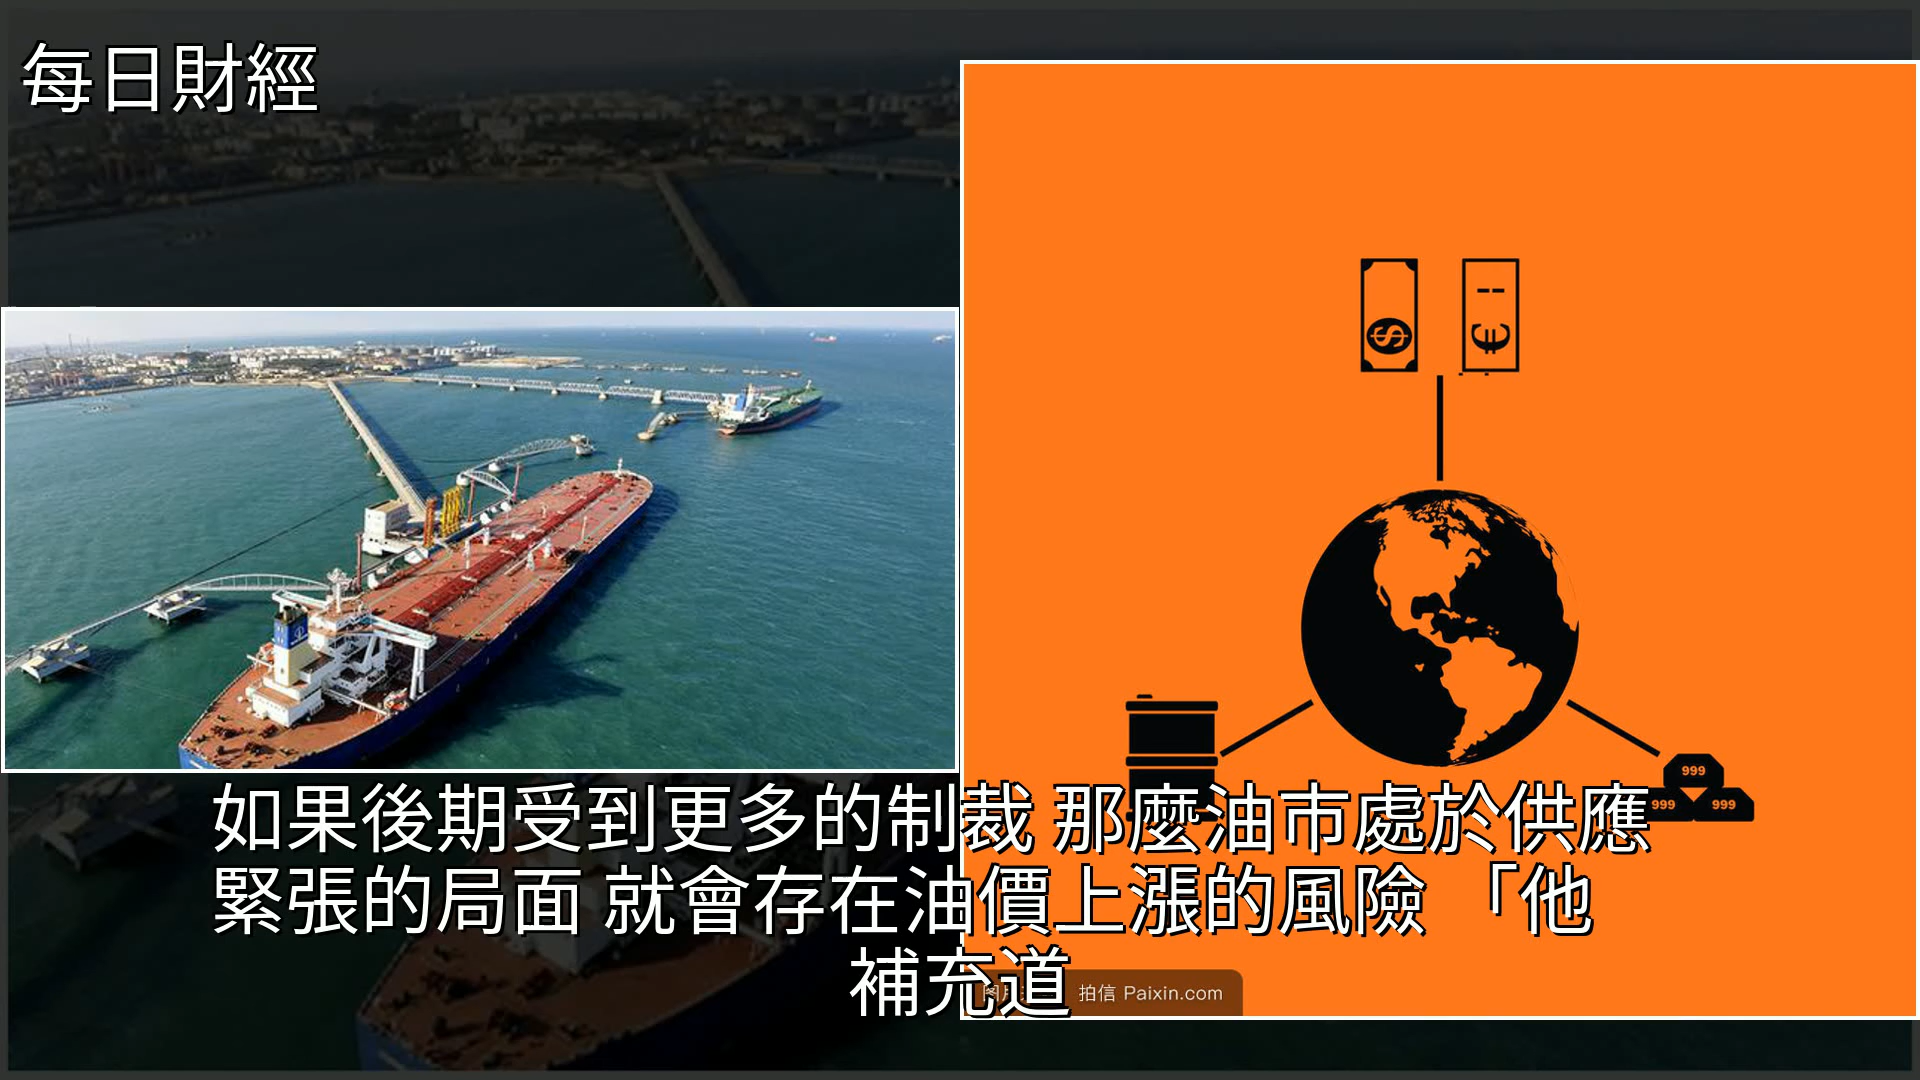 每日財經
$
€
999
999 999
如果後期受到更多的制裁 那麼油市處於供應
緊張的局面 就會存在油價上漲的風險 「他
補充道
拍信 Paixin.com